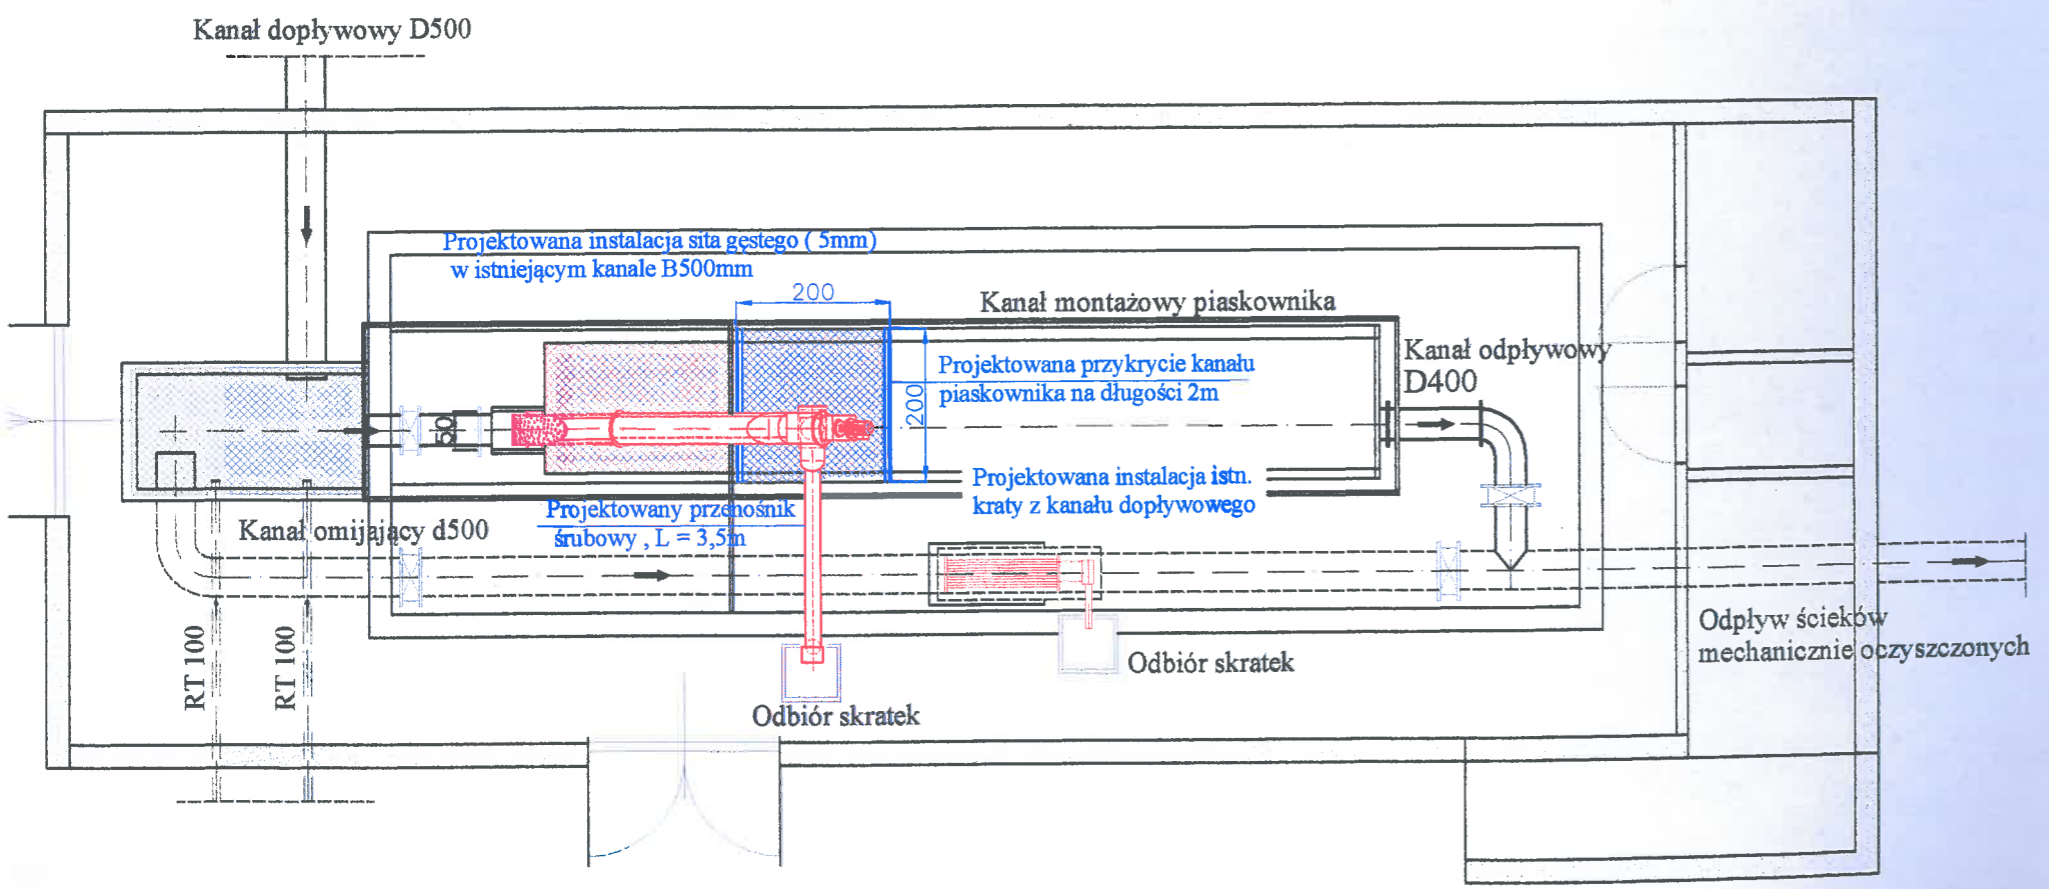 Kanał dopływowy D500
Projektowana instalacja sita gęstego ( 5mm)
w istniejącym kanale B500mm
200
Kanał montażowy piaskownika
Kanał odpływowy
D400
Projektowana przykrycie kanału
piaskownika na długości 2m
200
50
Projektowana instalacja istn.
kraty z kanału dopływowego
Projektowany przenośnik
śrubowy , L = 3,5m
Kanał omijający d500
RT 100
RT 100
Odbiór skratek
Odbiór skratek
Odpływ ścieków
mechanicznie oczyszczonych